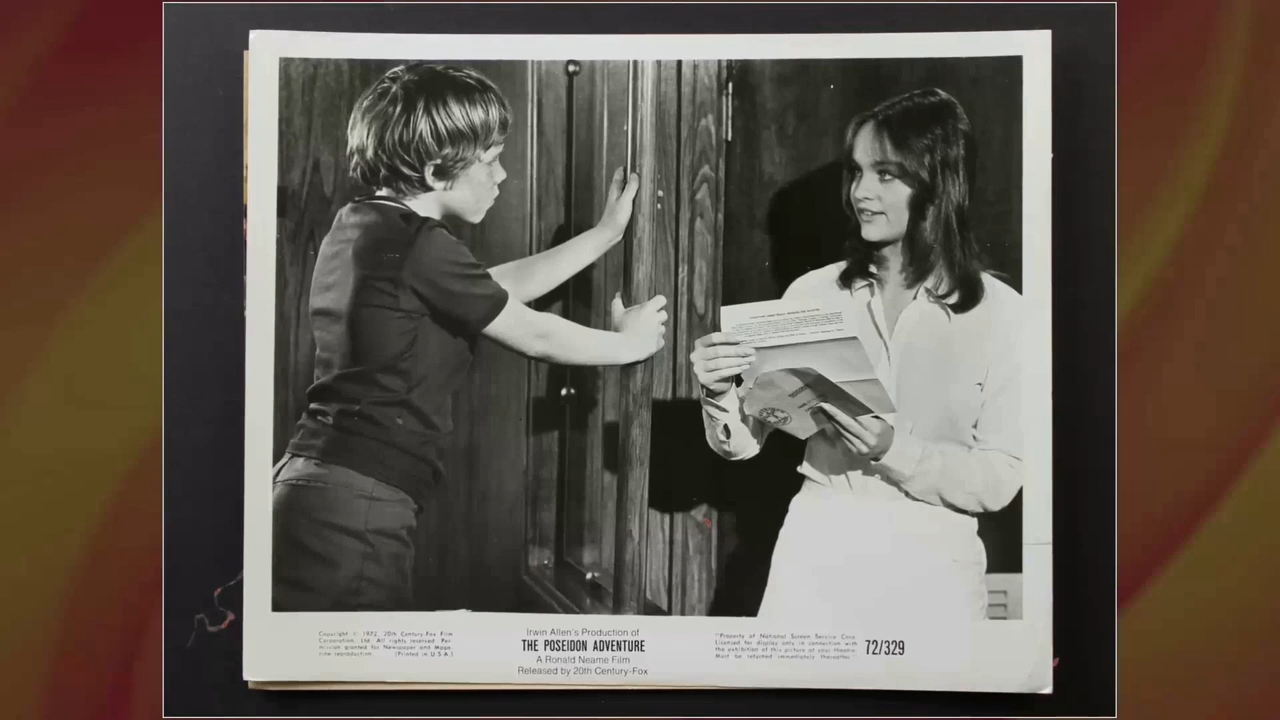 Copyright © 1972, 20th Century-Fox Film
Corporation, Ltd. All rights reserved. Per-
mission granted for Newspaper and Maga-
zine reproduction. (Printed in U.S.A.)
Irwin Allen's Production of
THE POSEIDON ADVENTURE
A Ronald Neame Film
Released by 20th Century-Fox
"Property of National Screen Service Corp.
Licensed for display only in connection with
the exhibition of this picture at your theatre.
Must be returned immediately thereafter."
72/329